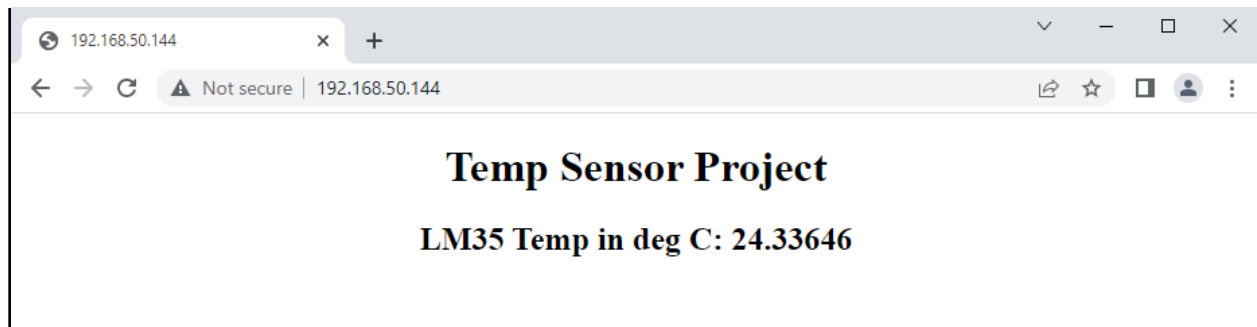 192.168.50.144
Not secure | 192.168.50.144
Temp Sensor Project
LM35 Temp in deg C: 24.33646